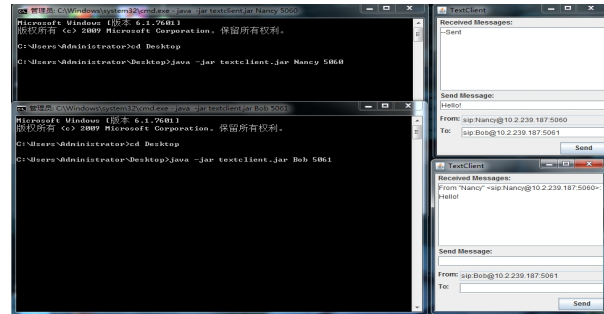 管理员: C:\Windows\system32\cmd.exe - java -jar textclient.jar Nancy 5060
Microsoft Windows [版本 6.1.7601]
版权所有 (c) 2009 Microsoft Corporation。保留所有权利。
C:\Users\Administrator>cd Desktop
C:\Users\Administrator\Desktop>java -jar textclient.jar Nancy 5060
管理员: C:\Windows\system32\cmd.exe - java -jar textclient.jar Bob 5061
Microsoft Windows [版本 6.1.7601]
版权所有 (c) 2009 Microsoft Corporation。保留所有权利。
C:\Users\Administrator>cd Desktop
C:\Users\Administrator\Desktop>java -jar textclient.jar Bob 5061
TextClient
Received Messages:
--Sent
Send Message:
Hello!
From: sip:Nancy@10.2.239.187:5060
To: sip:Bob@10.2.239.187:5061
Send
TextClient
Received Messages:
From "Nancy" <sip:Nancy@10.2.239.187:5060>:
Hello!
Send Message:
From: sip:Bob@10.2.239.187:5061
To:
Send